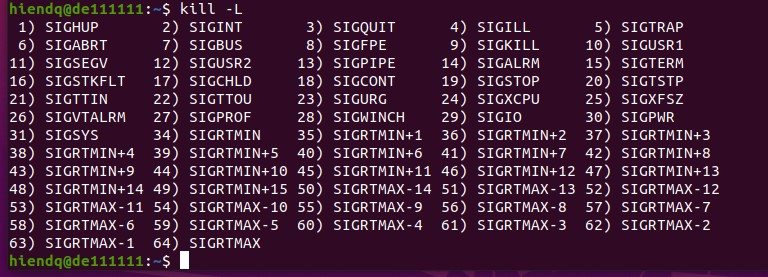 hiendq@de111111:~$ kill -L
 1) SIGHUP       2) SIGINT       3) SIGQUIT      4) SIGILL       5) SIGTRAP
 6) SIGABRT      7) SIGBUS       8) SIGFPE       9) SIGKILL     10) SIGUSR1
11) SIGSEGV     12) SIGUSR2     13) SIGPIPE     14) SIGALRM     15) SIGTERM
16) SIGSTKFLT   17) SIGCHLD     18) SIGCONT     19) SIGSTOP     20) SIGTSTP
21) SIGTTIN     22) SIGTTOU     23) SIGURG      24) SIGXCPU     25) SIGXFSZ
26) SIGVTALRM   27) SIGPROF     28) SIGWINCH    29) SIGIO       30) SIGPWR
31) SIGSYS      34) SIGRTMIN    35) SIGRTMIN+1  36) SIGRTMIN+2  37) SIGRTMIN+3
38) SIGRTMIN+4  39) SIGRTMIN+5  40) SIGRTMIN+6  41) SIGRTMIN+7  42) SIGRTMIN+8
43) SIGRTMIN+9  44) SIGRTMIN+10 45) SIGRTMIN+11 46) SIGRTMIN+12 47) SIGRTMIN+13
48) SIGRTMIN+14 49) SIGRTMIN+15 50) SIGRTMAX-14 51) SIGRTMAX-13 52) SIGRTMAX-12
53) SIGRTMAX-11 54) SIGRTMAX-10 55) SIGRTMAX-9  56) SIGRTMAX-8  57) SIGRTMAX-7
58) SIGRTMAX-6  59) SIGRTMAX-5  60) SIGRTMAX-4  61) SIGRTMAX-3  62) SIGRTMAX-2
63) SIGRTMAX-1  64) SIGRTMAX
hiendq@de111111:~$